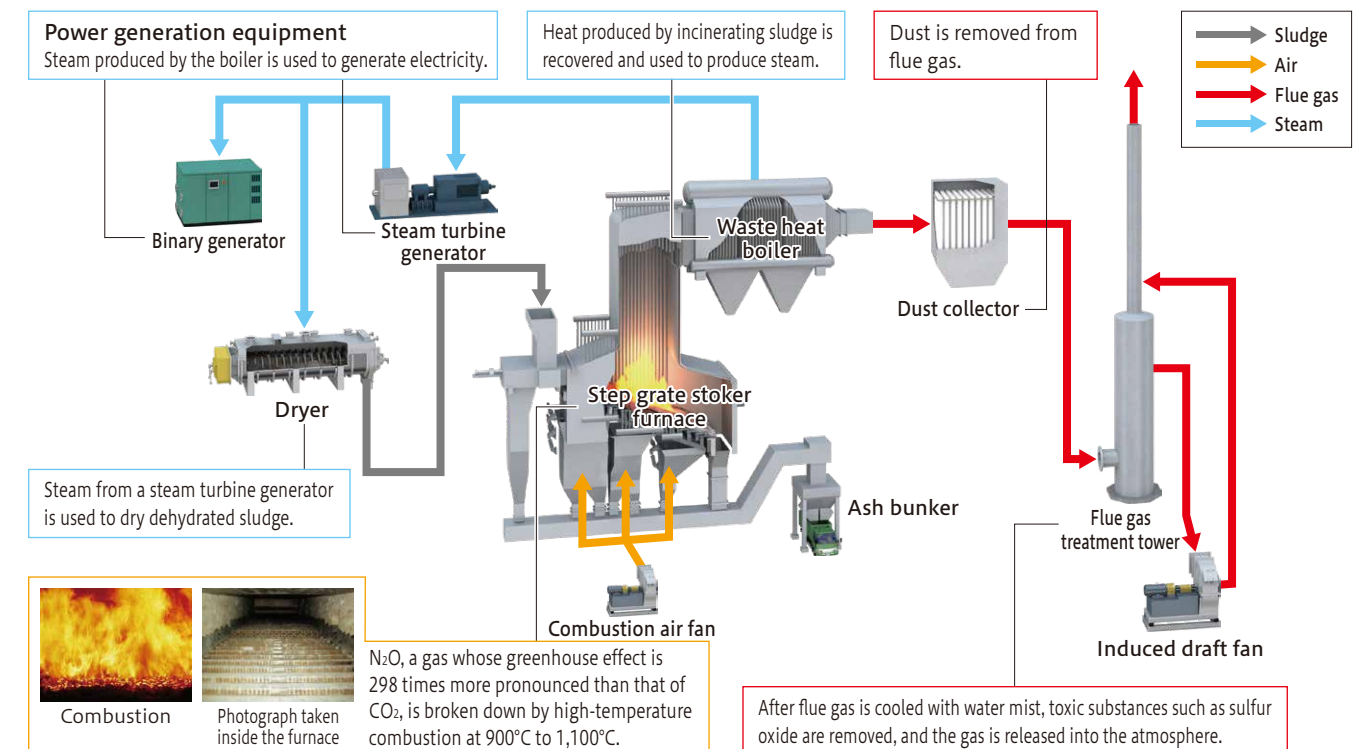 Power generation equipment
Steam produced by the boiler is used to generate electricity.
Heat produced by incinerating sludge is
recovered and used to produce steam.
Dust is removed from
flue gas.
Sludge
Air
Flue gas
Steam
Binary generator
Steam turbine
generator
Waste heat
boiler
Dust collector
Dryer
Step grate stoker
furnace
Steam from a steam turbine generator
is used to dry dehydrated sludge.
Ash bunker
Flue gas
treatment tower
Combustion air fan
Induced draft fan
Combustion
Photograph taken
inside the furnace
N₂O, a gas whose greenhouse effect is
298 times more pronounced than that of
CO₂, is broken down by high-temperature
combustion at 900°C to 1,100°C.
After flue gas is cooled with water mist, toxic substances such as sulfur
oxide are removed, and the gas is released into the atmosphere.